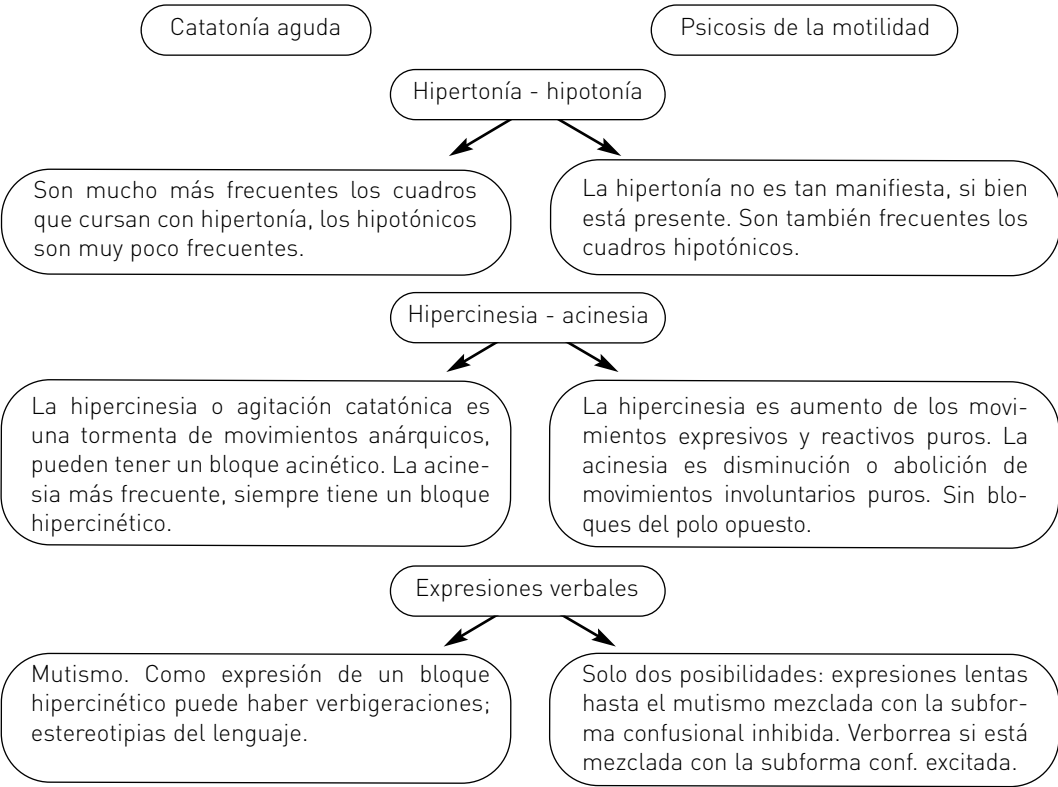 Catatonía aguda
Psicosis de la motilidad
Hipertonía - hipotonía
Son mucho más frecuentes los cuadros
que cursan con hipertonía, los hipotónicos
son muy poco frecuentes.
La hipertonía no es tan manifiesta, si bien
está presente. Son también frecuentes los
cuadros hipotónicos.
Hipercinesia - acinesia
La hipercinesia o agitación catatónica es
una tormenta de movimientos anárquicos,
pueden tener un bloque acinético. La acine-
sia más frecuente, siempre tiene un bloque
hipercinético.
La hipercinesia es aumento de los movi-
mientos expresivos y reactivos puros. La
acinesia es disminución o abolición de
movimientos involuntarios puros. Sin blo-
ques del polo opuesto.
Expresiones verbales
Mutismo. Como expresión de un bloque
hipercinético puede haber verbigeraciones;
estereotipias del lenguaje.
Solo dos posibilidades: expresiones lentas
hasta el mutismo mezclada con la subfor-
ma confusional inhibida. Verborrea si está
mezclada con la subforma conf. excitada.